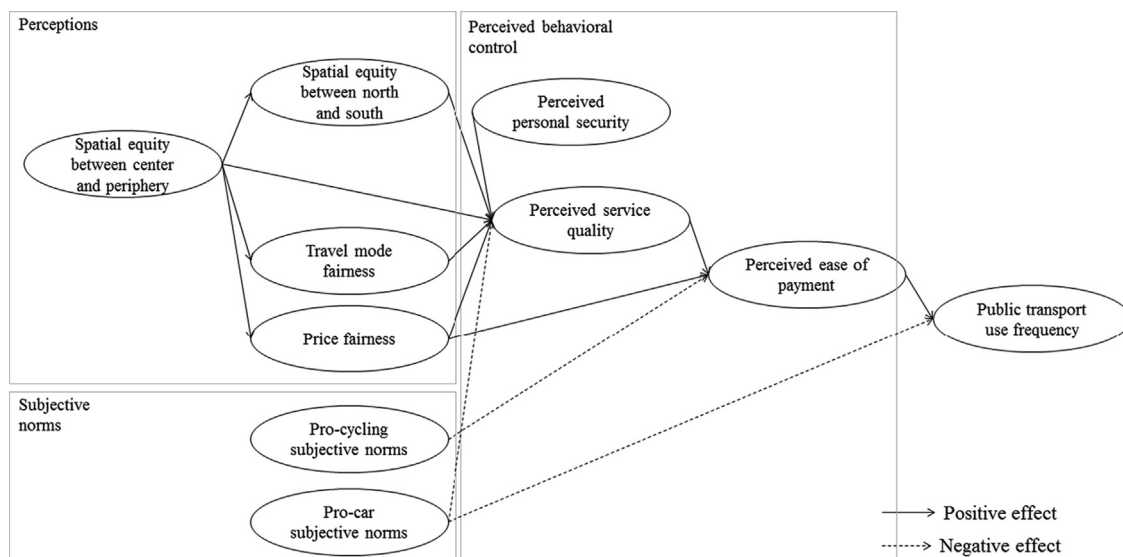 Perceptions
Spatial equity
between north
and south
Spatial equity
between center
and periphery
Travel mode
fairness
Price fairness
Subjective
norms
Pro-cycling
subjective norms
Pro-car
subjective norms
Perceived behavioral
control
Perceived
personal security
Perceived service
quality
Perceived ease of
payment
Public transport
use frequency
Positive effect
Negative effect